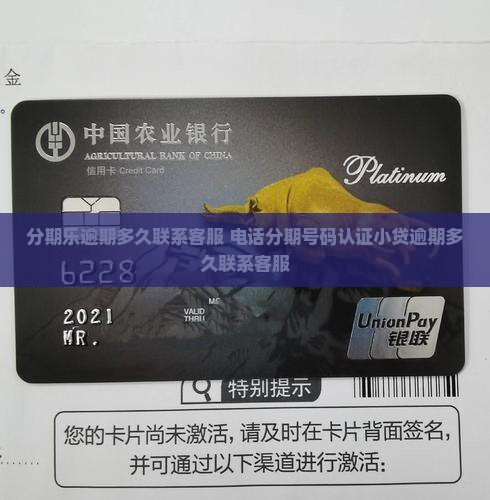 金
中国农业银行
AGRICULTURAL BANK OF CHINA
信用卡 Credit Card
Platinum
分期乐逾期多久联系客服 电话分期号码认证小贷逾期多
久联系客服
6228
2021
MR.
VALID
THRU
UnionPay
银联
特别提示
您的卡片尚未激活,请及时在卡片背面签名,
并可通过以下渠道进行激活: